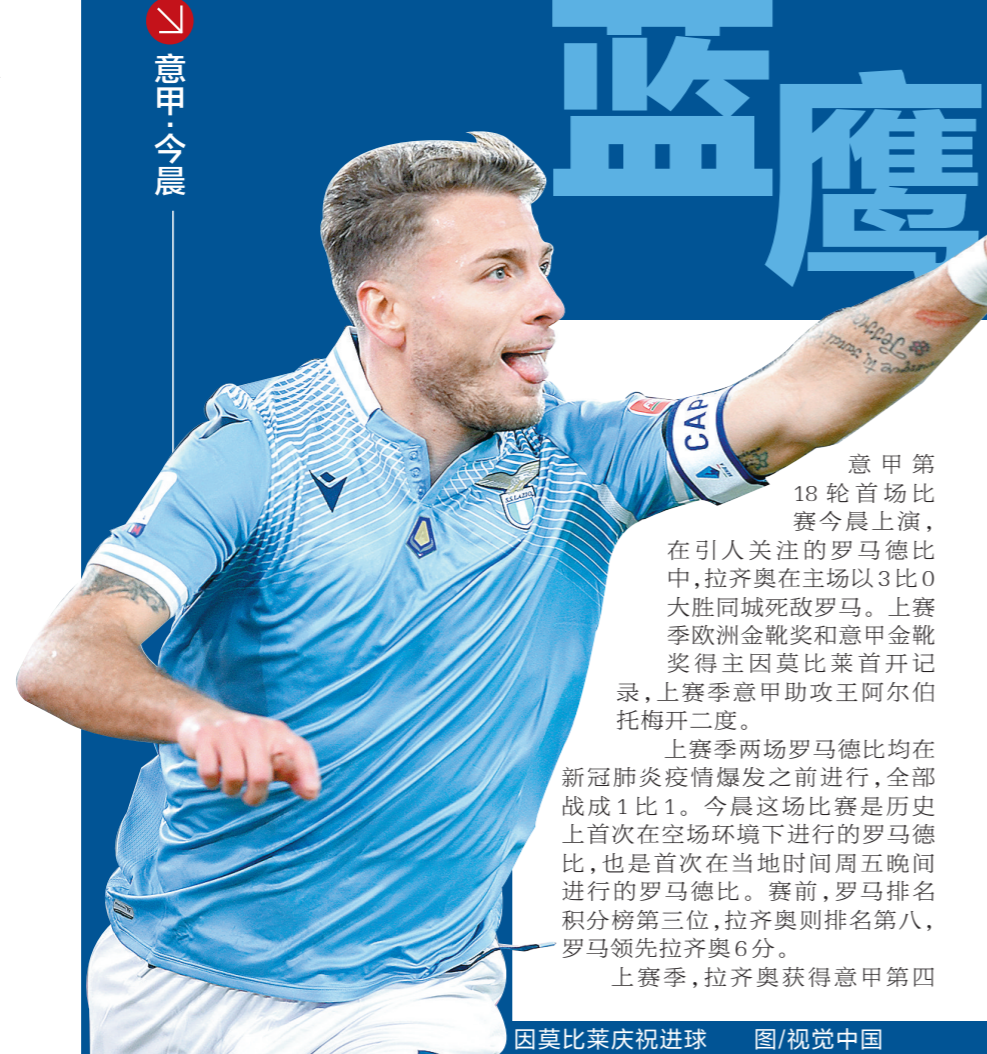 意甲·今晨
蓝鹰
CAP
S.S.LAZIO
意甲第
18轮首场比
赛今晨上演，
在引人关注的罗马德比
中，拉齐奥在主场以3比0
大胜同城死敌罗马。上赛
季欧洲金靴奖和意甲金靴
奖得主因莫比莱首开记
录，上赛季意甲助攻王阿尔伯
托梅开二度。
上赛季两场罗马德比均在
新冠肺炎疫情爆发之前进行，全部
战成1比1。今晨这场比赛是历史
上首次在空场环境下进行的罗马德
比，也是首次在当地时间周五晚间
进行的罗马德比。赛前，罗马排名
积分榜第三位，拉齐奥则排名第八，
罗马领先拉齐奥6分。
上赛季，拉齐奥获得意甲第四
因莫比莱庆祝进球 图/视觉中国